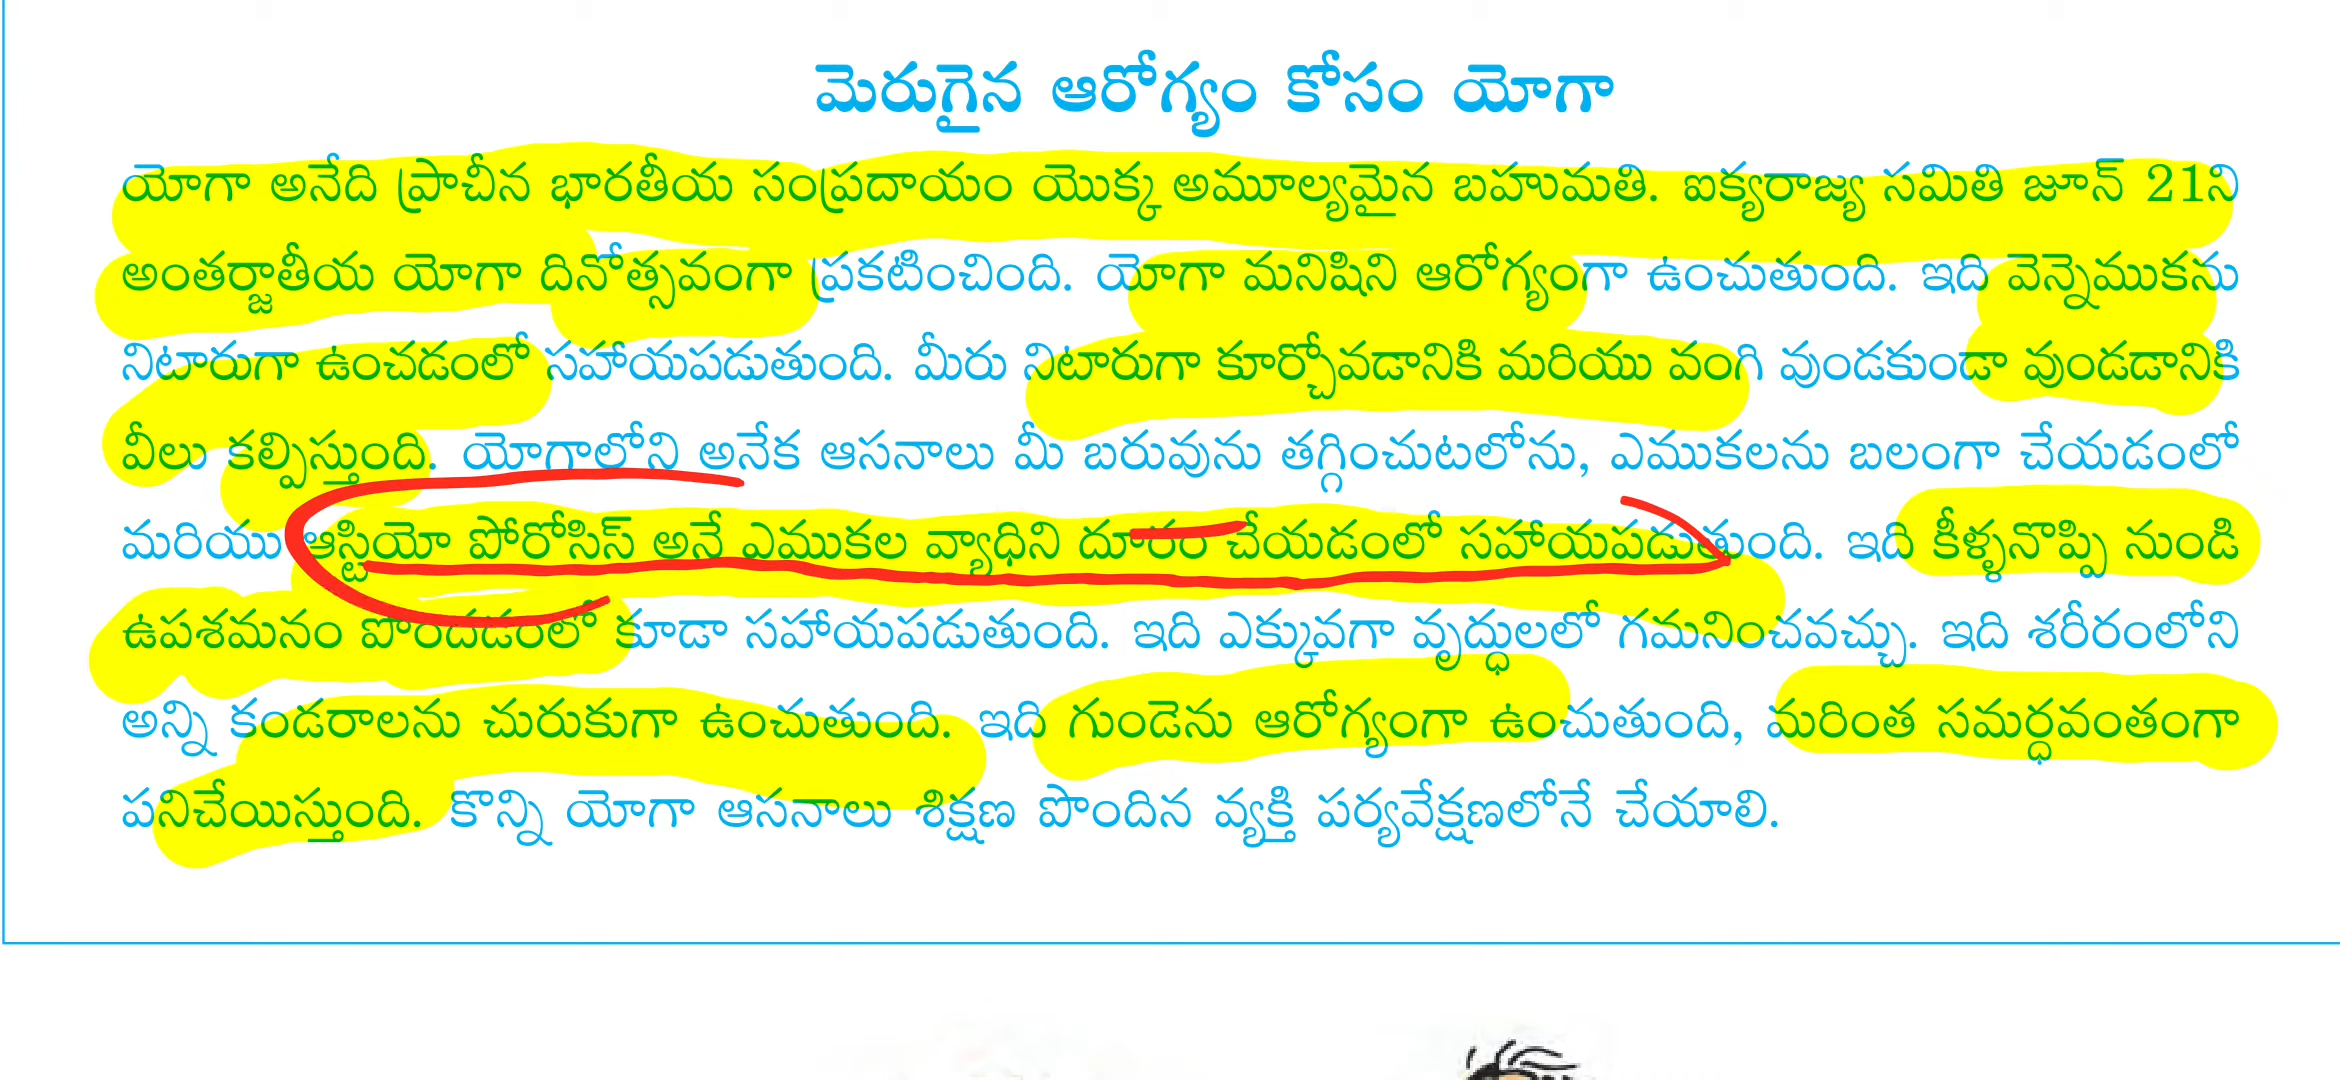 మెరుగైన ఆరోగ్యం కోసం యోగా
యోగా అనేది ప్రాచీన భారతీయ సంప్రదాయం యొక్క అమూల్యమైన బహుమతి. ఐక్యరాజ్య సమితి జూన్ 21ని
అంతర్జాతీయ యోగా దినోత్సవంగా ప్రకటించింది. యోగా మనిషిని ఆరోగ్యంగా ఉంచుతుంది. ఇది వెన్నెముకను
నిటారుగా ఉంచడంలో సహాయపడుతుంది. మీరు నిటారుగా కూర్చోవడానికి మరియు వంగి వుండకుండా వుండడానికి
వీలు కల్పిస్తుంది. యోగాలోని అనేక ఆసనాలు మీ బరువును తగ్గించుటలోను, ఎముకలను బలంగా చేయడంలో
మరియు ఆస్టియో పోరోసిస్ అనే ఎముకల వ్యాధిని దూరం చేయడంలో సహాయపడుతుంది. ఇది కీళ్ళనొప్పి నుండి
ఉపశమనం పొందడంలో కూడా సహాయపడుతుంది. ఇది ఎక్కువగా వృద్ధులలో గమనించవచ్చు. ఇది శరీరంలోని
అన్ని కండరాలను చురుకుగా ఉంచుతుంది. ఇది గుండెను ఆరోగ్యంగా ఉంచుతుంది, మరింత సమర్ధవంతంగా
పనిచేయిస్తుంది. కొన్ని యోగా ఆసనాలు శిక్షణ పొందిన వ్యక్తి పర్యవేక్షణలోనే చేయాలి.